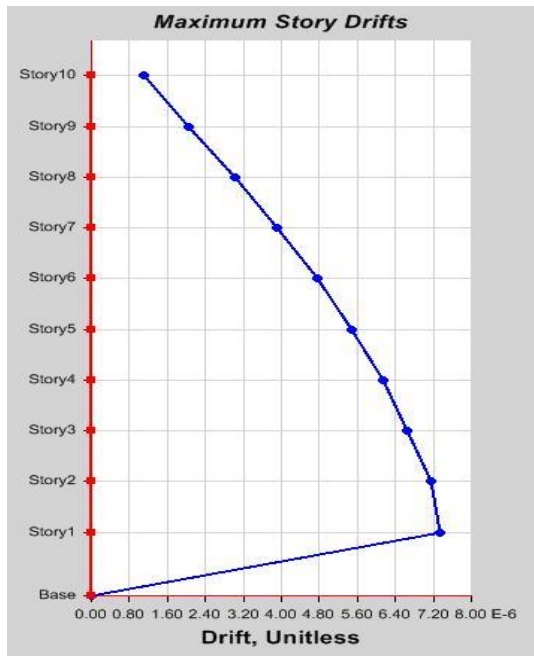 Maximum Story Drifts
Story10
Story9
Story8
Story7
Story6
Story5
Story4
Story3
Story2
Story1
Base
0.00 0.80 1.60 2.40 3.20 4.00 4.80 5.60 6.40 7.20 8.00 E-6
Drift, Unitless